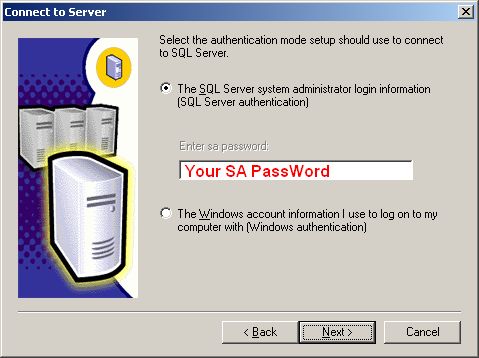 Connect to Server
Select the authentication mode setup should use to connect
to SQL Server.
The SQL Server system administrator login information
(SQL Server authentication)
Enter sa password:
Your SA PassWord
The Windows account information I use to log on to my
computer with (Windows authentication)
< Back
Next >
Cancel